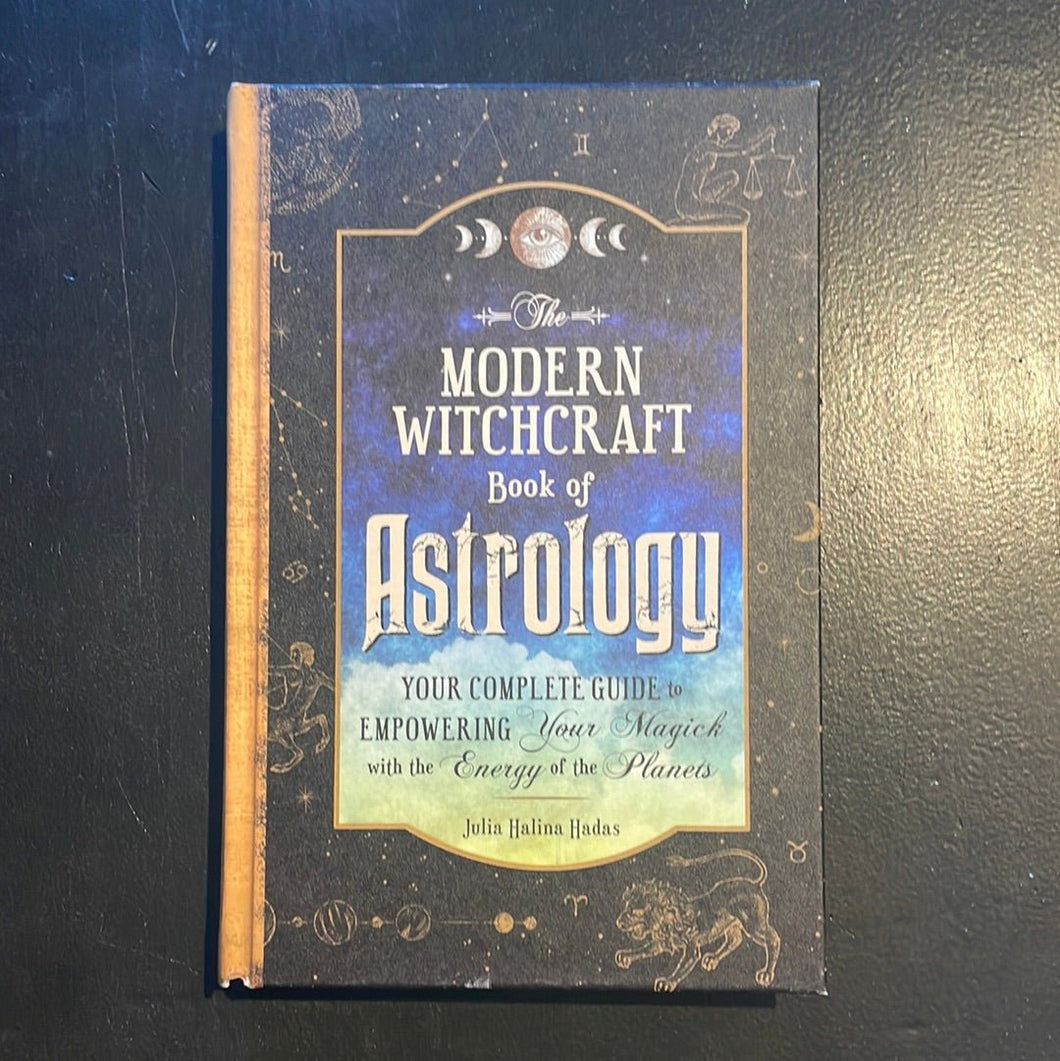 The
MODERN
WITCHCRAFT
Book of
Astrology
YOUR COMPLETE GUIDE to
EMPOWERING Your Magick
with the Energy of the Planets
Julia Halina Hadas